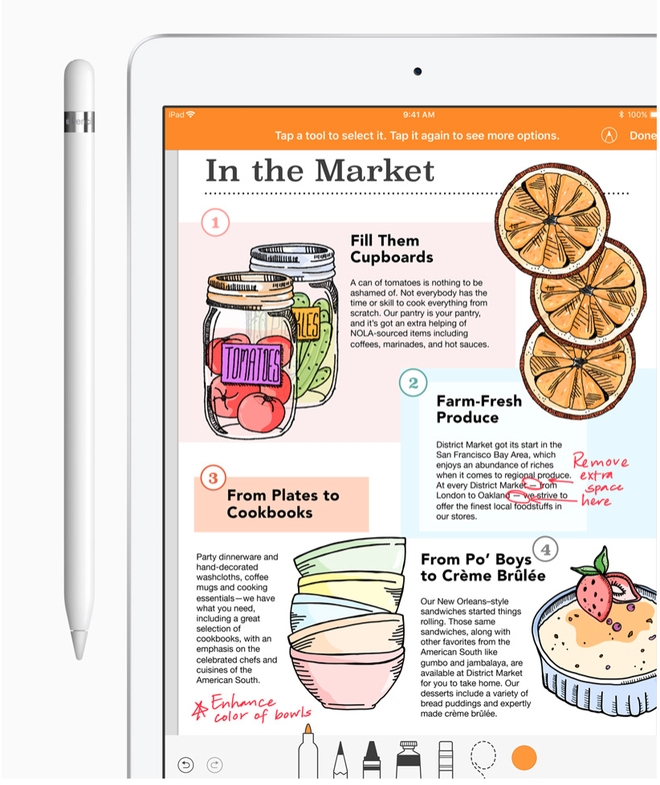 iPad 9:41 AM 100%
Tap a tool to select it. Tap it again to see more options. Done
In the Market
1
Fill Them
Cupboards
A can of tomatoes is nothing to be
ashamed of. Not everybody has the
time or skill to cook everything from
scratch. Our pantry is your pantry,
and it's got an extra helping of
NOLA-sourced items including
coffees, marinades, and hot sauces.
KLES
TOMATOES
2
Farm-Fresh
Produce
District Market got its start in the
San Francisco Bay Area, which
enjoys an abundance of riches
when it comes to regional produce.
At every District Market — from
London to Oakland — we strive to
offer the finest local foodstuffs in
our stores.
Remove
extra
space
here
3
From Plates to
Cookbooks
Party dinnerware and
hand-decorated
washcloths, coffee
mugs and cooking
essentials—we have
what you need,
including a great
selection of
cookbooks, with an
emphasis on the
celebrated chefs and
cuisines of the
American South.
Enhance
color of bowls
4
From Po' Boys
to Crème Brûlée
Our New Orleans–style
sandwiches started things
rolling. Those same
sandwiches, along with
other favorites from the
American South like
gumbo and jambalaya, are
available at District Market
for you to take home. Our
desserts include a variety of
bread puddings and expertly
made crème brûlée.